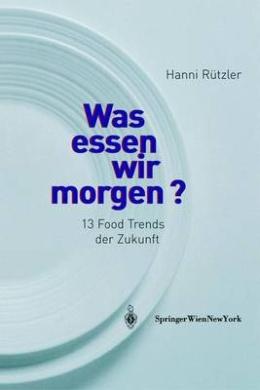 Hanni Rützler
Was
essen
wir
morgen ?
13 Food Trends
der Zukunft
SpringerWienNewYork